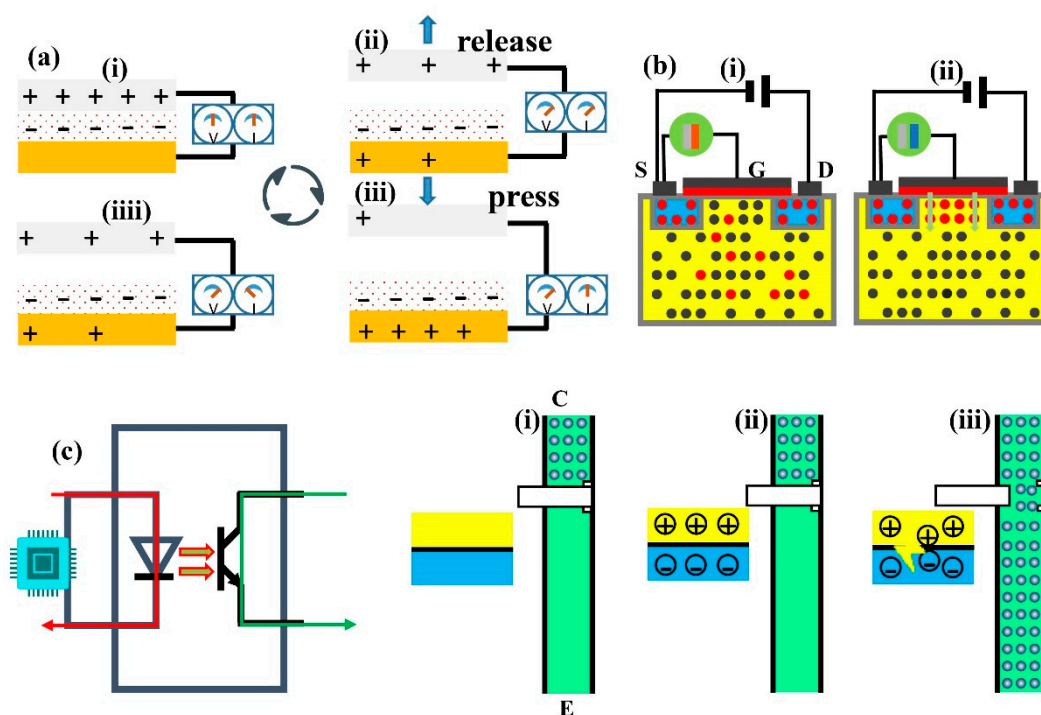 (a)
(i)
+ + + + +
- - - - -
V I
(ii)
release
+ + +
- - - - -
+ +
V I
(iiii)
+ + +
- - - - -
+ +
V I
(iii)
press
+
- - - - -
+ + + +
V I
(b)
(i)
S
G
D
(ii)
(c)
(i)
C
E
(ii)
+ + +
- - -
(iii)
+ + +
- - -